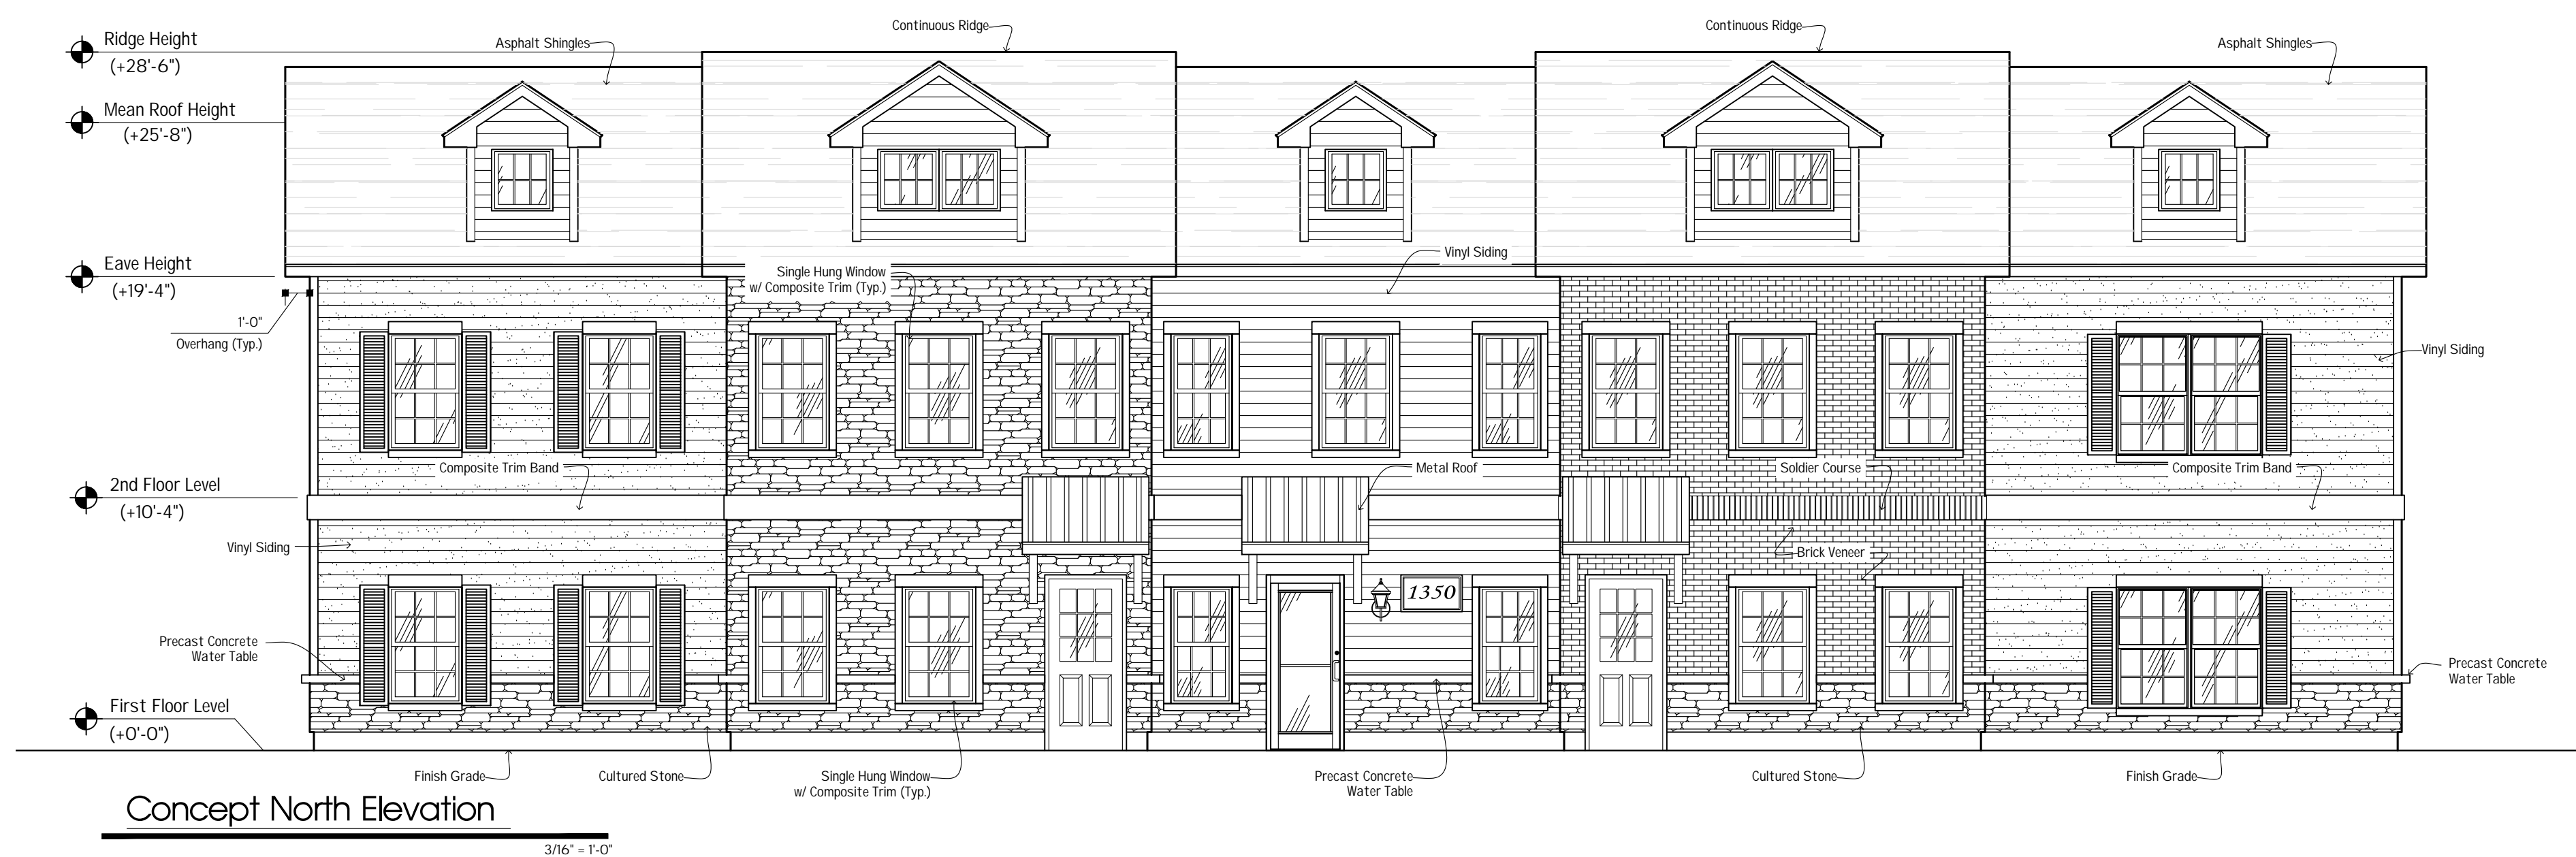 Continuous Ridge
Continuous Ridge
Ridge Height
(+28'-6")
Asphalt Shingles
Asphalt Shingles
Mean Roof Height
(+25'-8")
Vinyl Siding
Eave Height
(+19'-4")
Single Hung Window
w/ Composite Trim (Typ.)
1'-0"
Overhang (Typ.)
Vinyl Siding
Composite Trim Band
Metal Roof
Soldier Course
Composite Trim Band
2nd Floor Level
(+10'-4")
Vinyl Siding
Brick Veneer
1350
Precast Concrete
Water Table
Precast Concrete
Water Table
First Floor Level
(+0'-0")
Finish Grade
Cultured Stone
Single Hung Window
w/ Composite Trim (Typ.)
Precast Concrete
Water Table
Cultured Stone
Finish Grade
Concept North Elevation
3/16" = 1'-0"